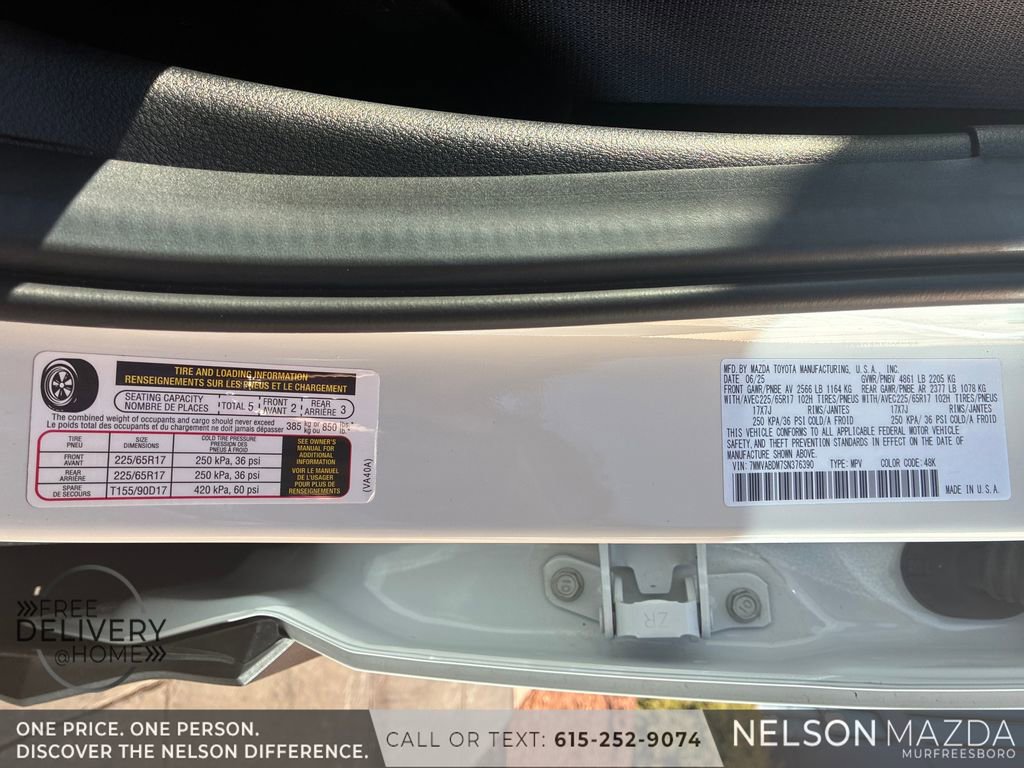 TIRE AND LOADING INFORMATION
RENSEIGNEMENTS SUR LES PNEUS ET LE CHARGEMENT
SEATING CAPACITY
NOMBRE DE PLACES
TOTAL 5
FRONT
AVANT 2
REAR
ARRIÈRE 3
The combined weight of occupants and cargo should never exceed
Le poids total des occupants et du chargement ne doit jamais dépasser
385 kg or 850 lbs.
kg ou lb.
TIRE
PNEU
SIZE
DIMENSIONS
COLD TIRE PRESSURE
PRESSION DES
PNEUS À FROID
FRONT
AVANT
225/65R17
250 kPa, 36 psi
REAR
ARRIÈRE
225/65R17
250 kPa, 36 psi
SPARE
DE SECOURS
T155/90D17
420 kPa, 60 psi
SEE OWNER'S
MANUAL FOR
ADDITIONAL
INFORMATION
VOIR LE MANUEL
DE L'USAGER
POUR PLUS DE
RENSEIGNEMENTS
(VA40A)
MFD.BY MAZDA TOYOTA MANUFACTURING, U.S.A., INC.
DATE 06/25 GVWR/PNBV 4861 LB 2205 KG
FRONT GAWR/PNBE AV 2566 LB 1164 KG REAR GAWR/PNBE AR 2377 LB 1078 KG
WITH/AVEC225/65R17 102H TIRES/PNEUS WITH/AVEC225/65R17 102H TIRES/PNEUS
17X7J RIMS/JANTES 17X7J RIMS/JANTES
250 KPA/36 PSI COLD/A FROID 250 KPA/36 PSI COLD/A FROID
THIS VEHICLE CONFORMS TO ALL APPLICABLE FEDERAL MOTOR VEHICLE
SAFETY, AND THEFT PREVENTION STANDARDS IN EFFECT ON THE DATE OF
MANUFACTURE SHOWN ABOVE.
VIN: 7MMVABDM7SN376390 TYPE: MPV COLOR CODE: 48K
MADE IN U.S.A.
ZR
FREE
DELIVERY
@HOME
ONE PRICE. ONE PERSON.
DISCOVER THE NELSON DIFFERENCE.
CALL OR TEXT: 615-252-9074
NELSON MAZDA
MURFREESBORO